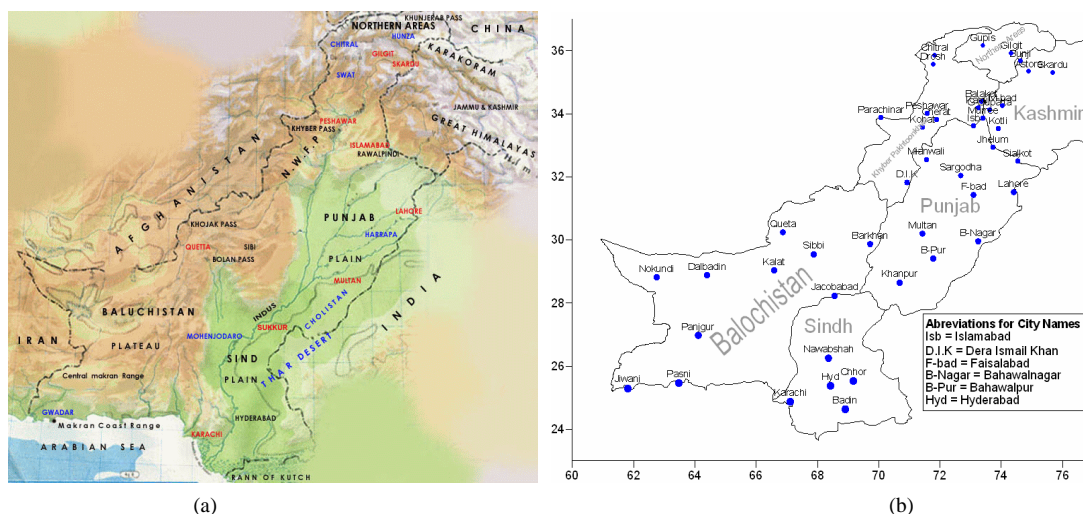 KHUNJERAB PASS
NORTHERN AREAS
CHINA
HUNZA
CHITRAL
GILGIT
KARAKORAM
SKARDU
SWAT
JAMMU & KASHMIR
PESHAWAR
GREAT HIMALAYAS
KHYBER PASS
ISLAMABAD
RAWALPINDI
N.W.F.P
AFGHANISTAN
PUNJAB
LAHORE
KHOJAK PASS
HABRAPA
QUETTA
SIBI
BOLAN PASS
PLAIN
MULTAN
INDIA
CHOLISTAN
INDUS
BALUCHISTAN
SUKKUR
MOHENJODARO
IRAN
PLATEAU
SIND
THAR DESERT
PLAIN
Central makran Range
GWADAR
HYDERABAD
Makran Coast Range
KARACHI
ARABIAN SEA
RANN OF KUTCH
(a)
36
34
32
30
28
26
24
60
62
64
66
68
70
72
74
76
Gupis
Northern Areas
Chitral
Gilgit
Drosh
Bunji
Skardu
Parachinar
Peshawar
Kohat
Kashmir
Kotli
Khyber Pakhtoonkhwa
Jhelum
Mianwali
Sialkot
Sargodha
D.I.K
F-bad
Lahore
Punjab
Queta
Multan
B-Nagar
Barkhan
Sibbi
B-Pur
Kalat
Nokundi
Dalbadin
Khanpur
Jacobabad
Balochistan
Sindh
Panjgur
Nawabshah
Pasni
Jiwani
Hyd
Chhor
Karachi
Badin
Abreviations for City Names
Isb = Islamabad
D.I.K = Dera Ismail Khan
F-bad = Faisalabad
B-Nagar = Bahawalnagar
B-Pur = Bahawalpur
Hyd = Hyderabad
(b)